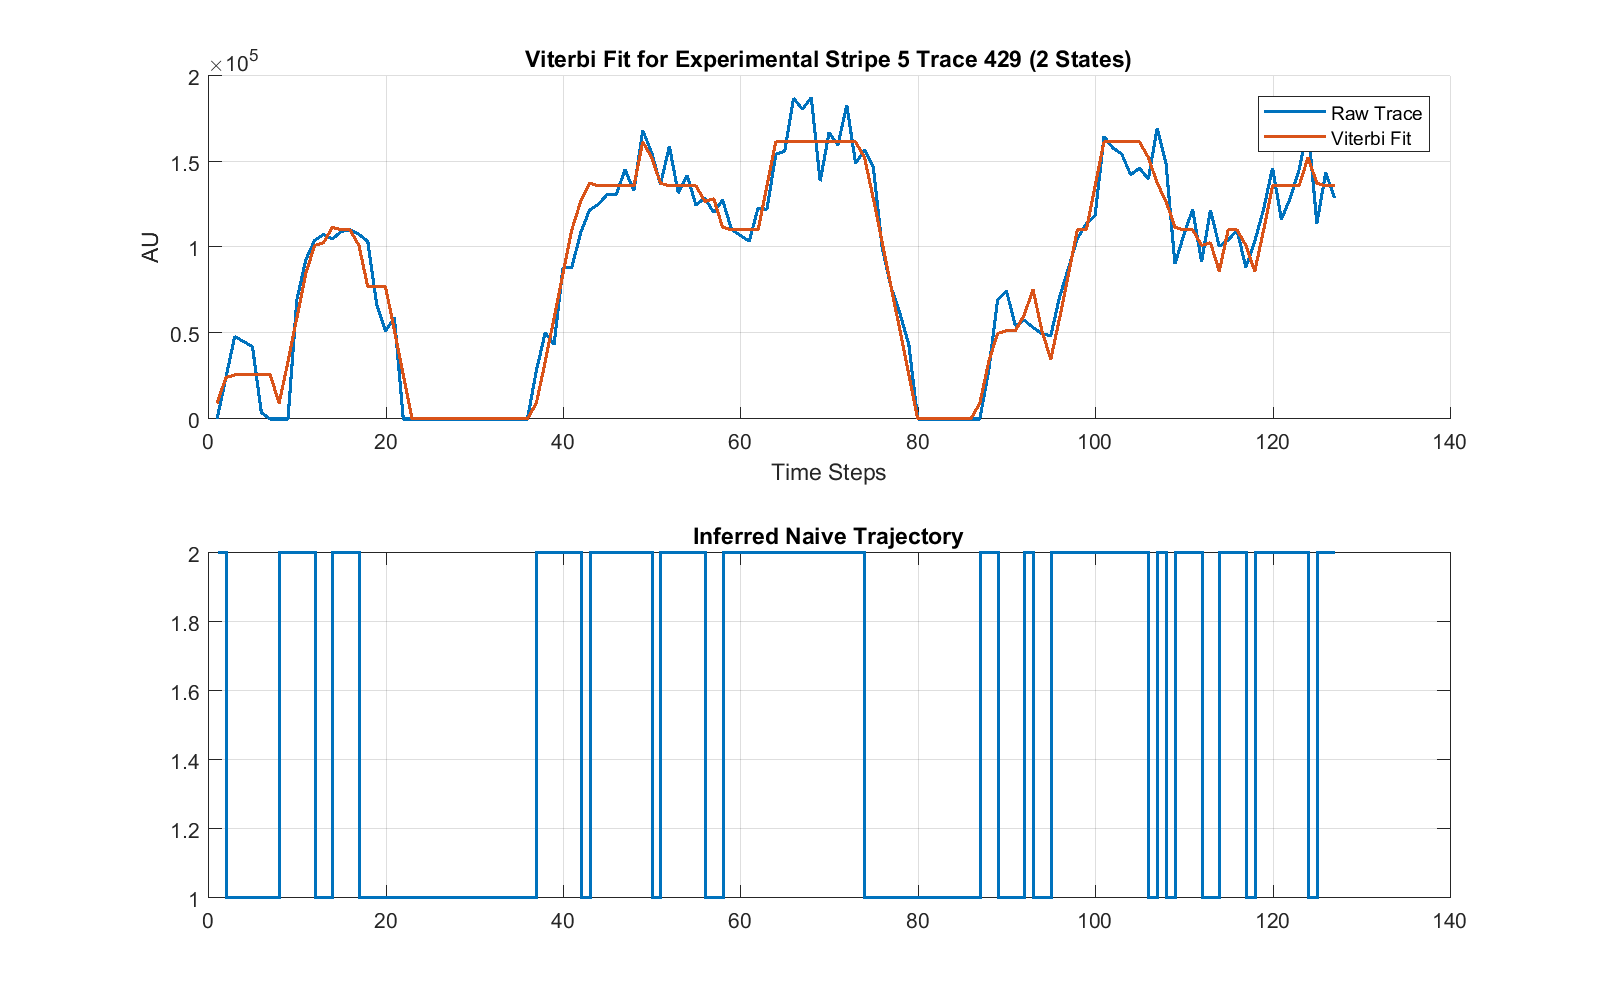 Viterbi Fit for Experimental Stripe 5 Trace 429 (2 States)
×10^5
2
1.5
1
0.5
0
AU
Raw Trace
Viterbi Fit
0 20 40 60 80 100 120 140
Time Steps
Inferred Naive Trajectory
2
1.8
1.6
1.4
1.2
1
0 20 40 60 80 100 120 140